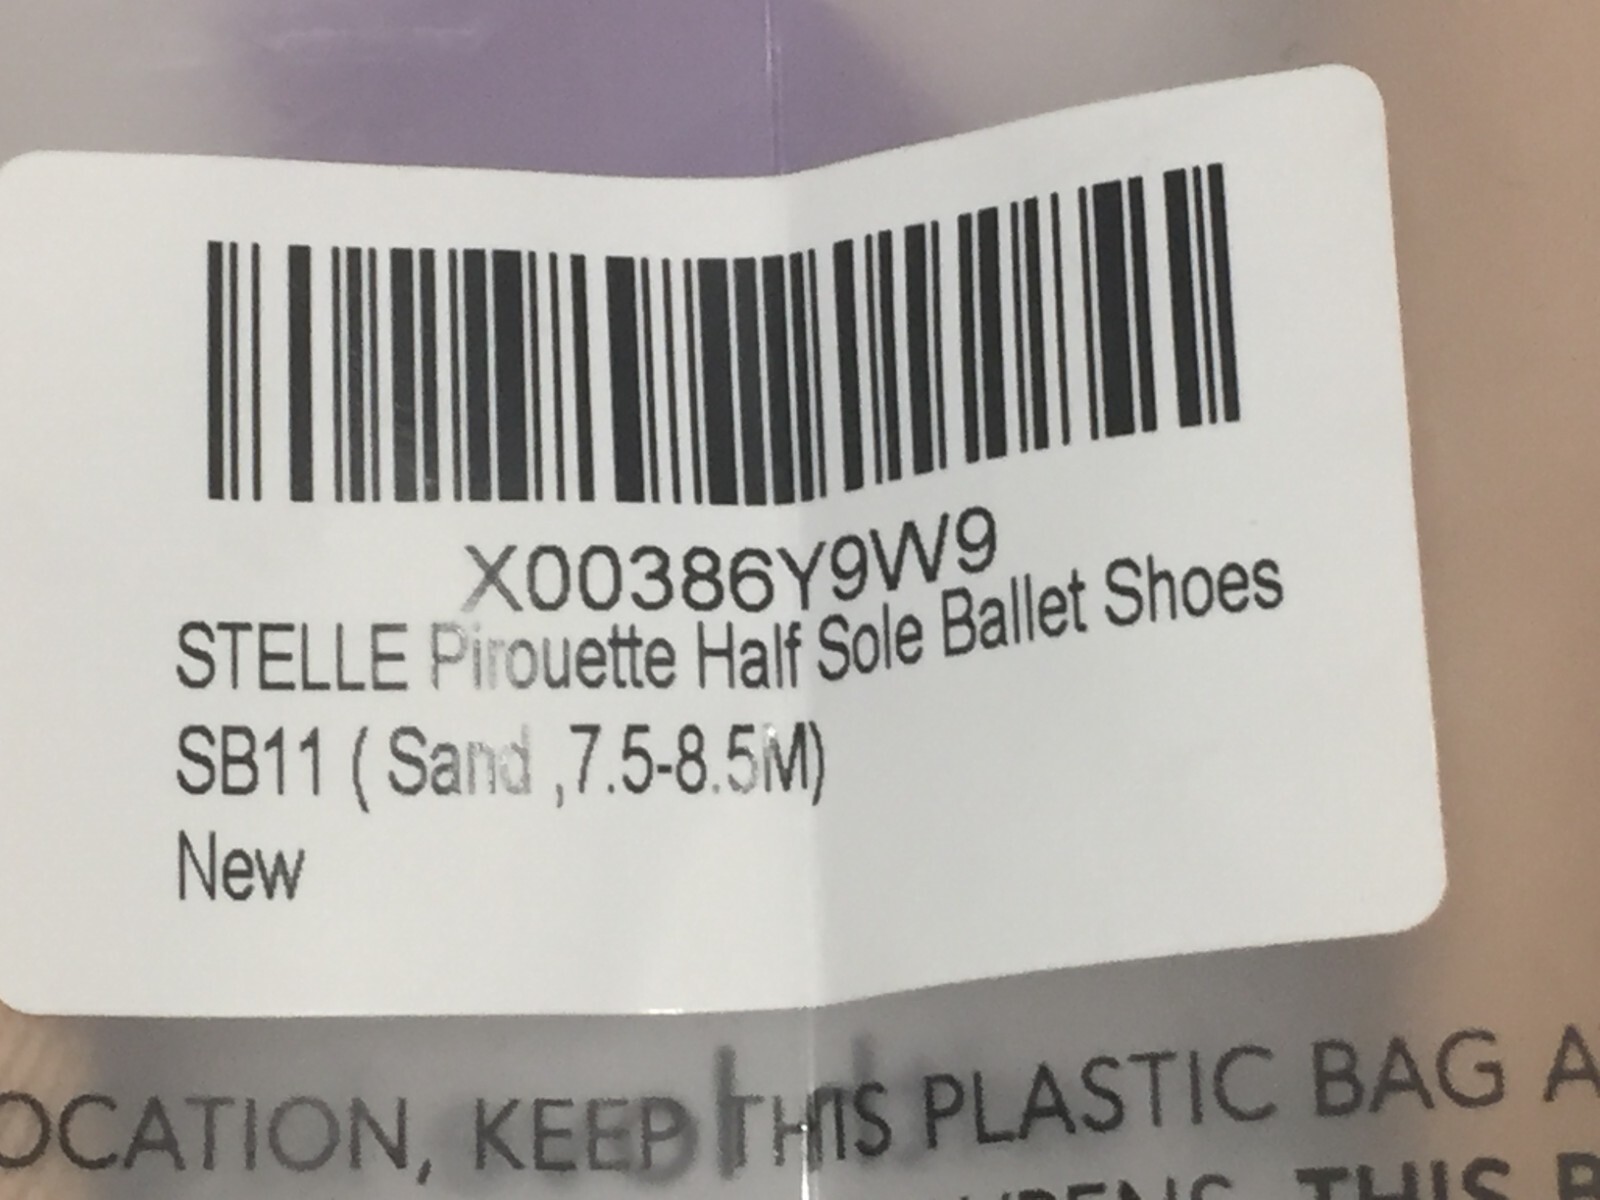 X00386Y9W9
STELLE Pirouette Half Sole Ballet Shoes
SB11 ( Sand ,7.5-8.5M)
New
OCATION, KEEP THIS PLASTIC BAG A
THIS B